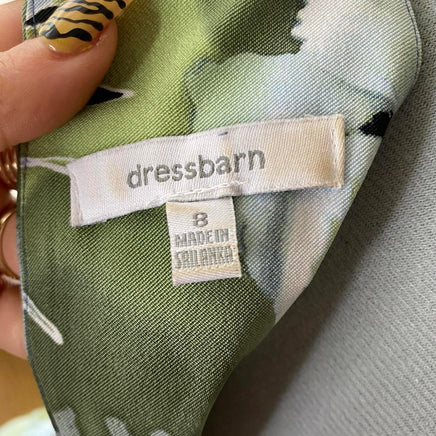 dressbarn
8
MADE IN
SRI LANKA